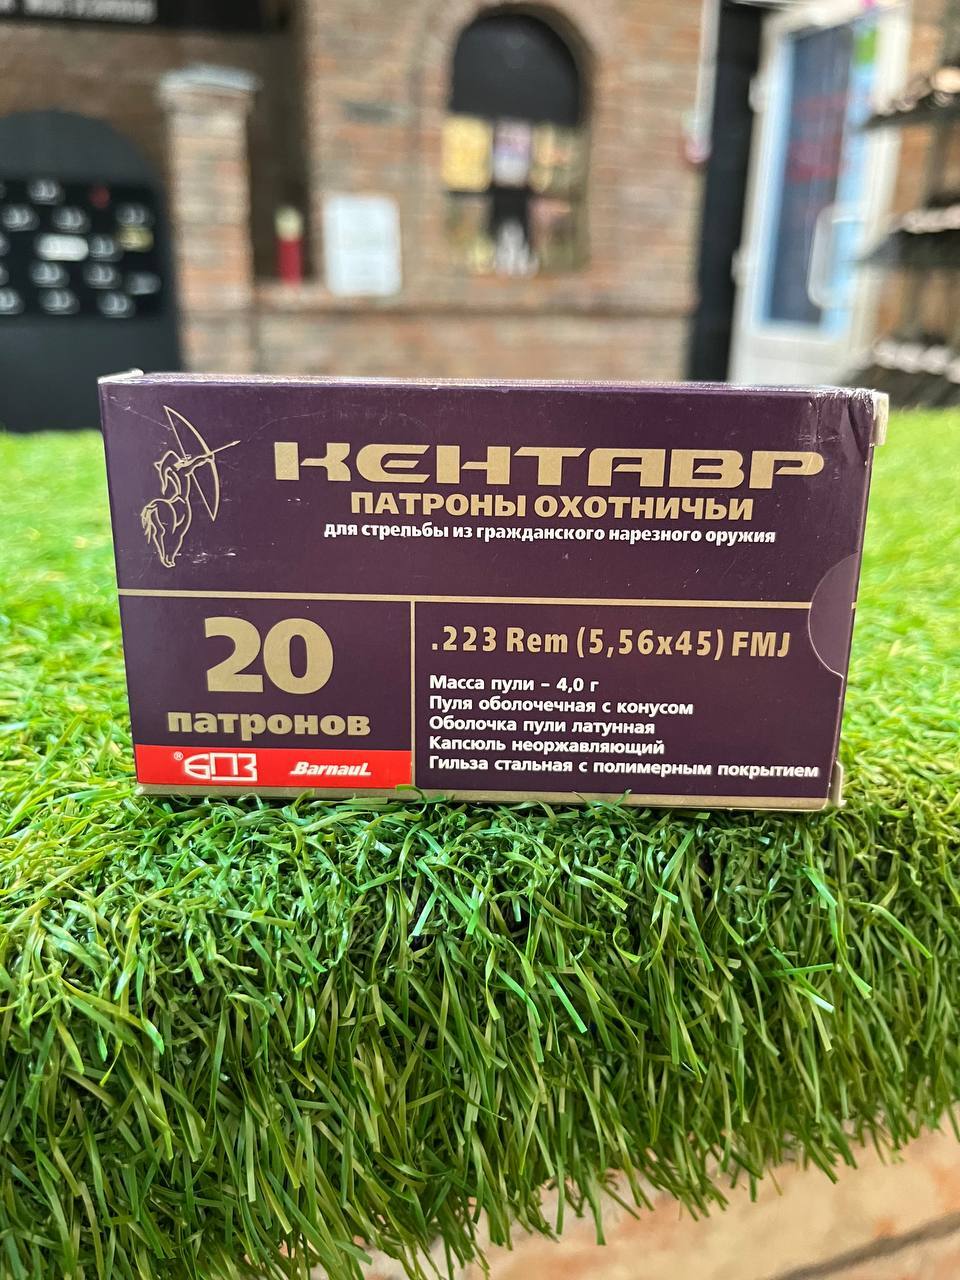 КЕНТАВР
ПАТРОНЫ ОХОТНИЧЬИ
для стрельбы из гражданского нарезного оружия
20
патронов
® БПЗ Barnaul
.223 Rem (5,56x45) FMJ
Масса пули – 4,0 г
Пуля оболочечная с конусом
Оболочка пули латунная
Капсюль неоржавляющий
Гильза стальная с полимерным покрытием